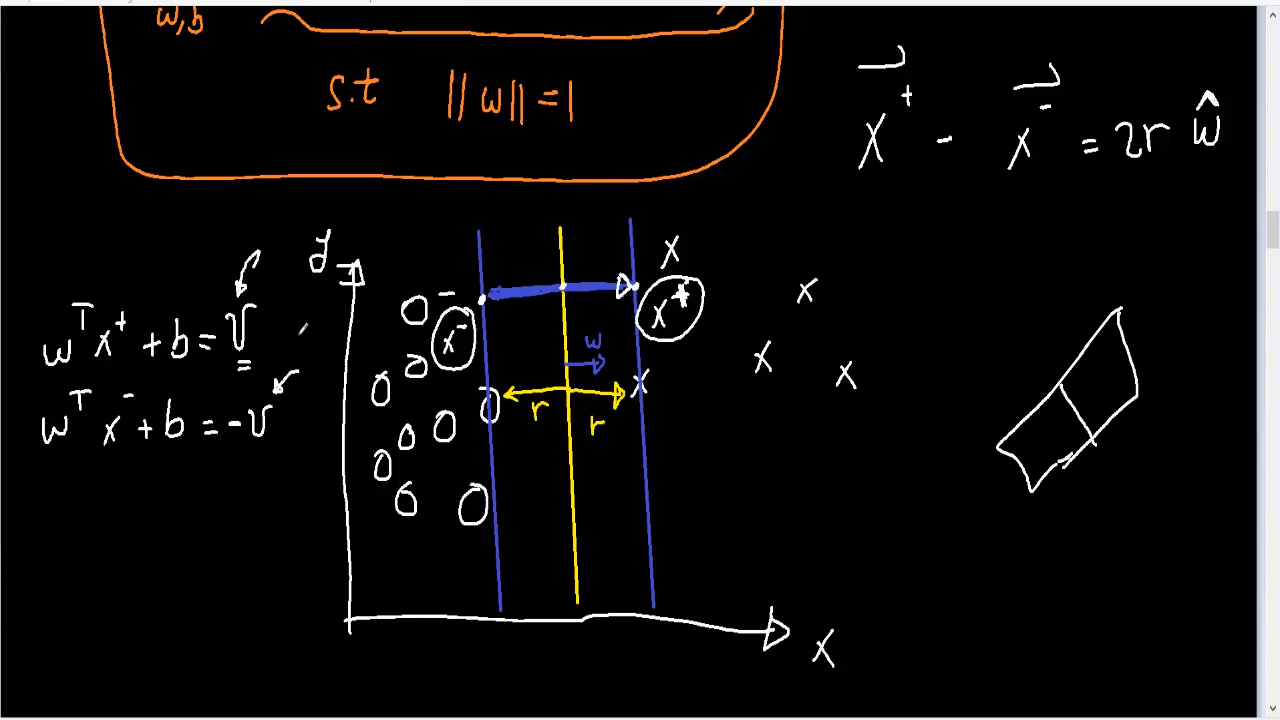 w,b
s.t ||w|| = 1
x⁺ - x⁻ = 2r ŵ
y
x
x⁺
x⁻
wᵀx⁺ + b = v
wᵀx⁻ + b = -v
w
r r
x